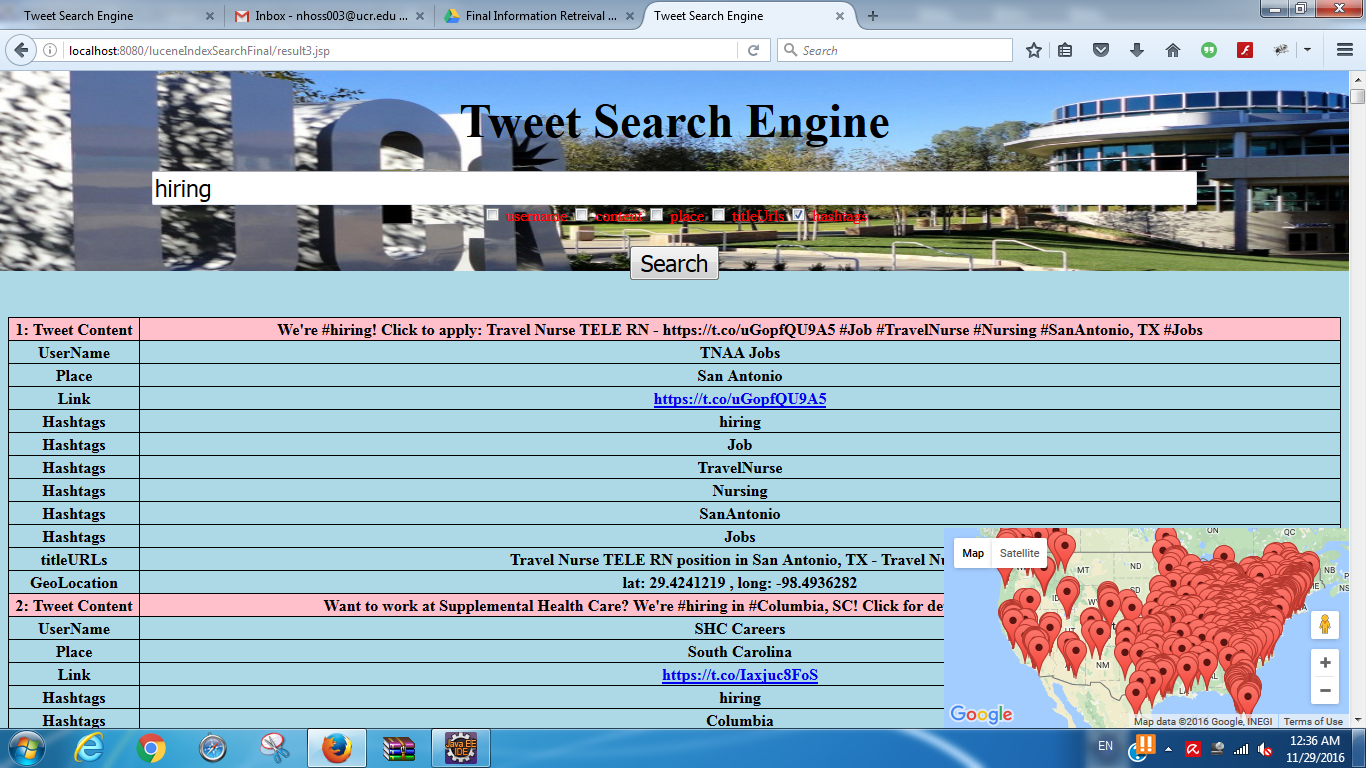 Tweet Search Engine
Inbox - nhoss003@ucr.edu ...
Final Information Retreival ...
Tweet Search Engine
localhost:8080/luceneIndexSearchFinal/result3.jsp
Search
Tweet Search Engine
hiring
username content place titleUrls hashtags
Search
1: Tweet Content We're #hiring! Click to apply: Travel Nurse TELE RN - https://t.co/uGopfQU9A5 #Job #TravelNurse #Nursing #SanAntonio, TX #Jobs
UserName TNAA Jobs
Place San Antonio
Link https://t.co/uGopfQU9A5
Hashtags hiring
Hashtags Job
Hashtags TravelNurse
Hashtags Nursing
Hashtags SanAntonio
Hashtags Jobs
titleURLs Travel Nurse TELE RN position in San Antonio, TX - Travel Nu
GeoLocation lat: 29.4241219 , long: -98.4936282
2: Tweet Content Want to work at Supplemental Health Care? We're #hiring in #Columbia, SC! Click for de
UserName SHC Careers
Place South Carolina
Link https://t.co/Iaxjuc8FoS
Hashtags hiring
Hashtags Columbia
Map Satellite
ON QC
MT ND NB
PE
NS
NM
LA
Google
Map data ©2016 Google, INEGI Terms of Use
Java EE
IDE
EN
12:36 AM
11/29/2016